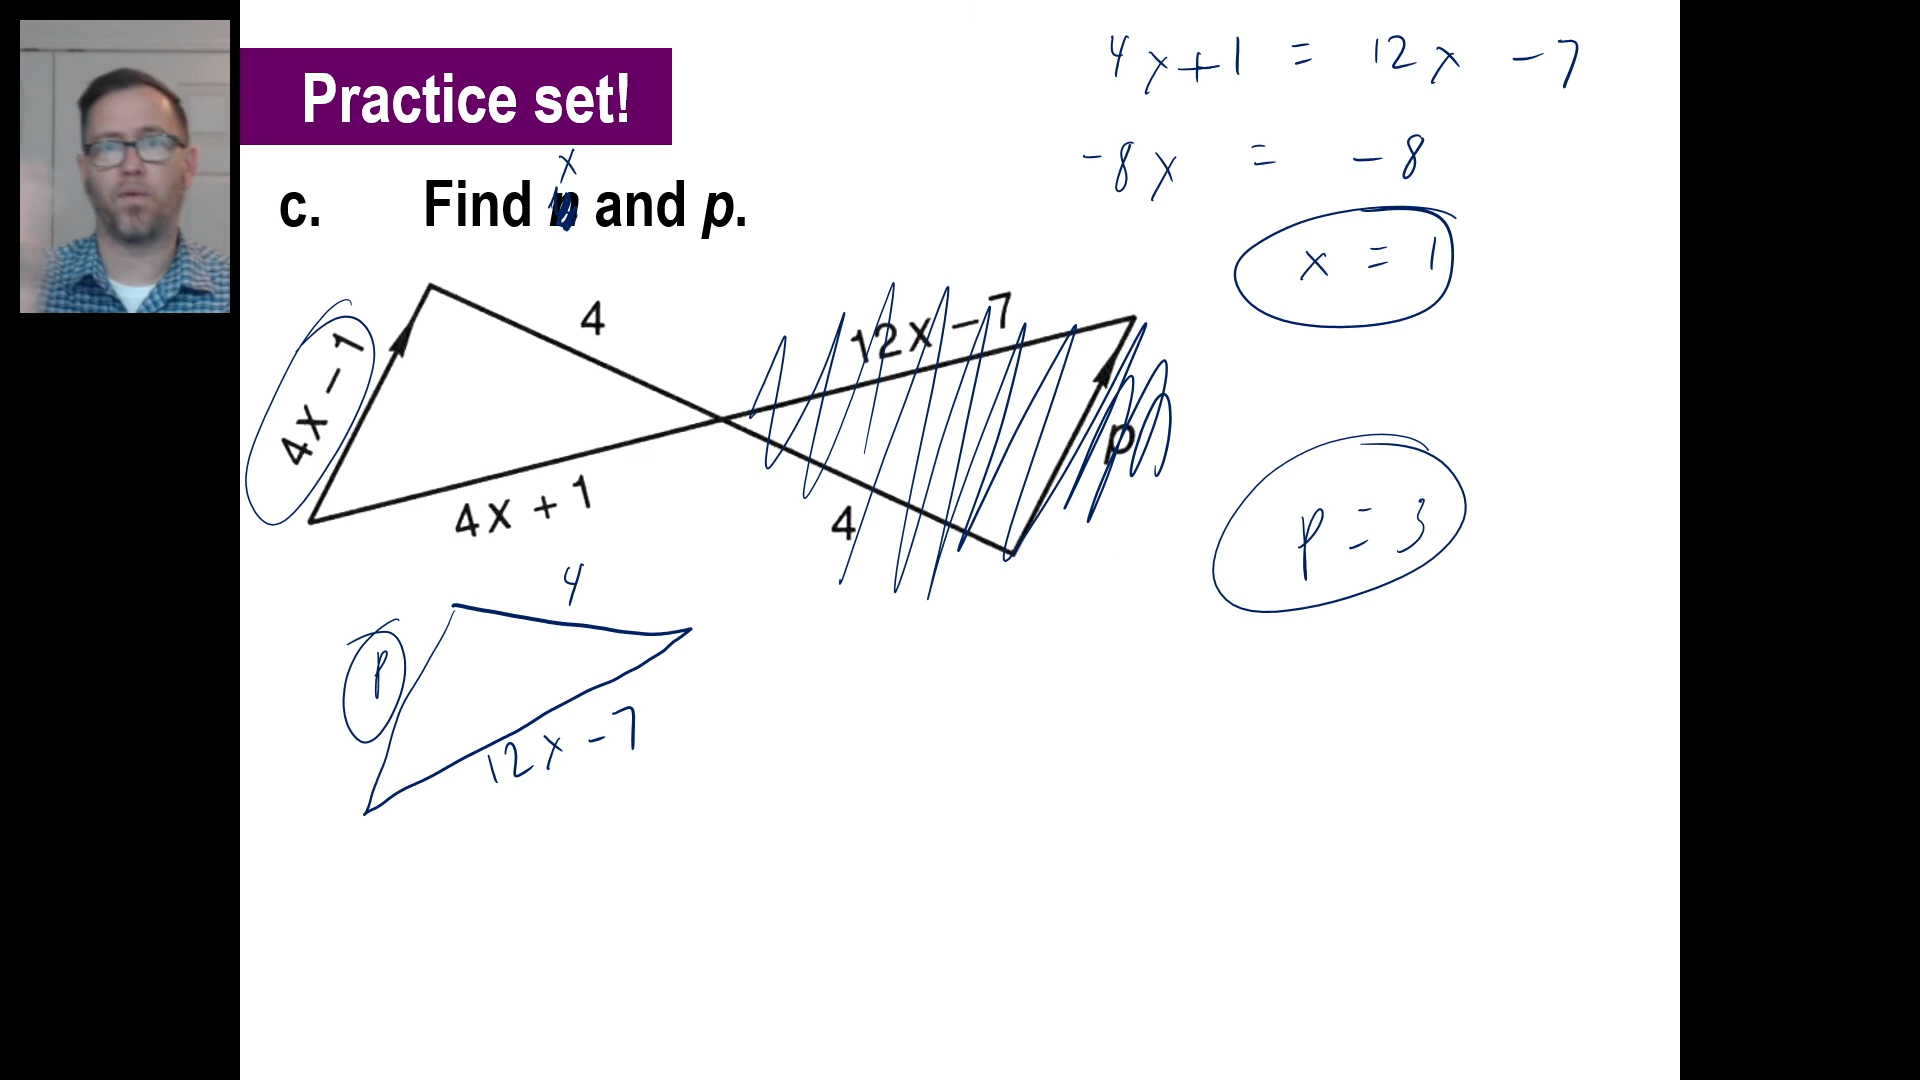 Practice set!
x
c. Find n and p.
4x+1 = 12x -7
-8x = -8
x = 1
4x - 1
4
12x - 7
p
4x + 1
4
p = 3
4
p
12x - 7